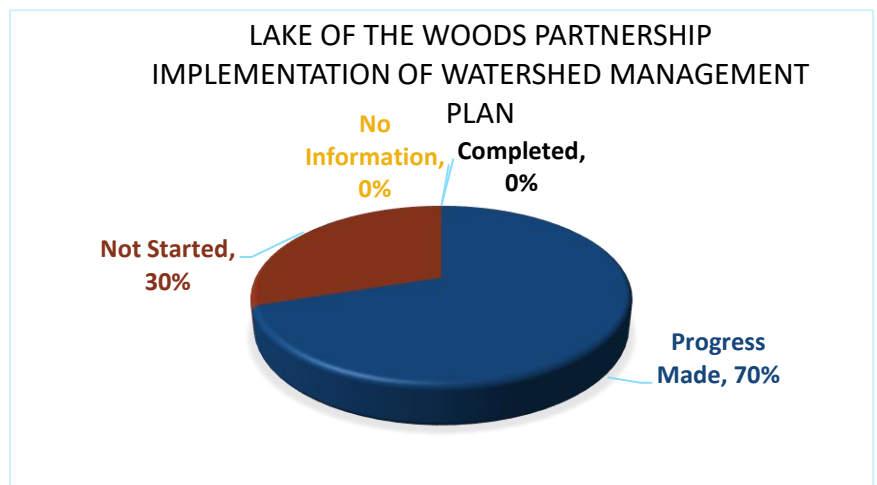 LAKE OF THE WOODS PARTNERSHIP
IMPLEMENTATION OF WATERSHED MANAGEMENT
PLAN
No
Information,
0%
Completed,
0%
Not Started,
30%
Progress
Made, 70%